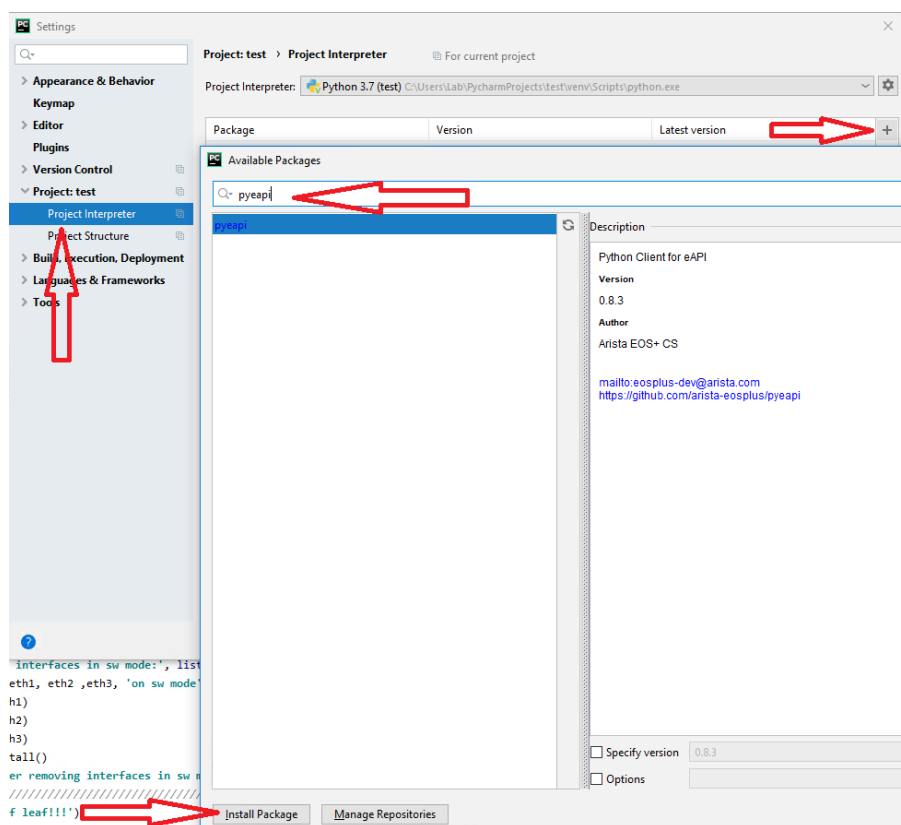 PC Settings
Project: test › Project Interpreter For current project
Appearance & Behavior
Project Interpreter: Python 3.7 (test) C:\Users\Lab\PycharmProjects\test\venv\Scripts\python.exe
Keymap
Editor
Package Version Latest version +
Plugins
PC Available Packages
Version Control
Project: test
pyeapi
Project Interpreter
pyeapi
Description
Project Structure
Build, Execution, Deployment
Python Client for eAPI
Languages & Frameworks
Version
Tools
0.8.3
Author
Arista EOS+ CS
mailto:eosplus-dev@arista.com
https://github.com/arista-eosplus/pyeapi
?
interfaces in sw mode:', list
eth1, eth2 ,eth3, 'on sw mode'
h1)
h2)
h3)
tall()
Specify version 0.8.3
er removing interfaces in sw m
Options
//////////////////////////////
f leaf!!!')
Install Package Manage Repositories